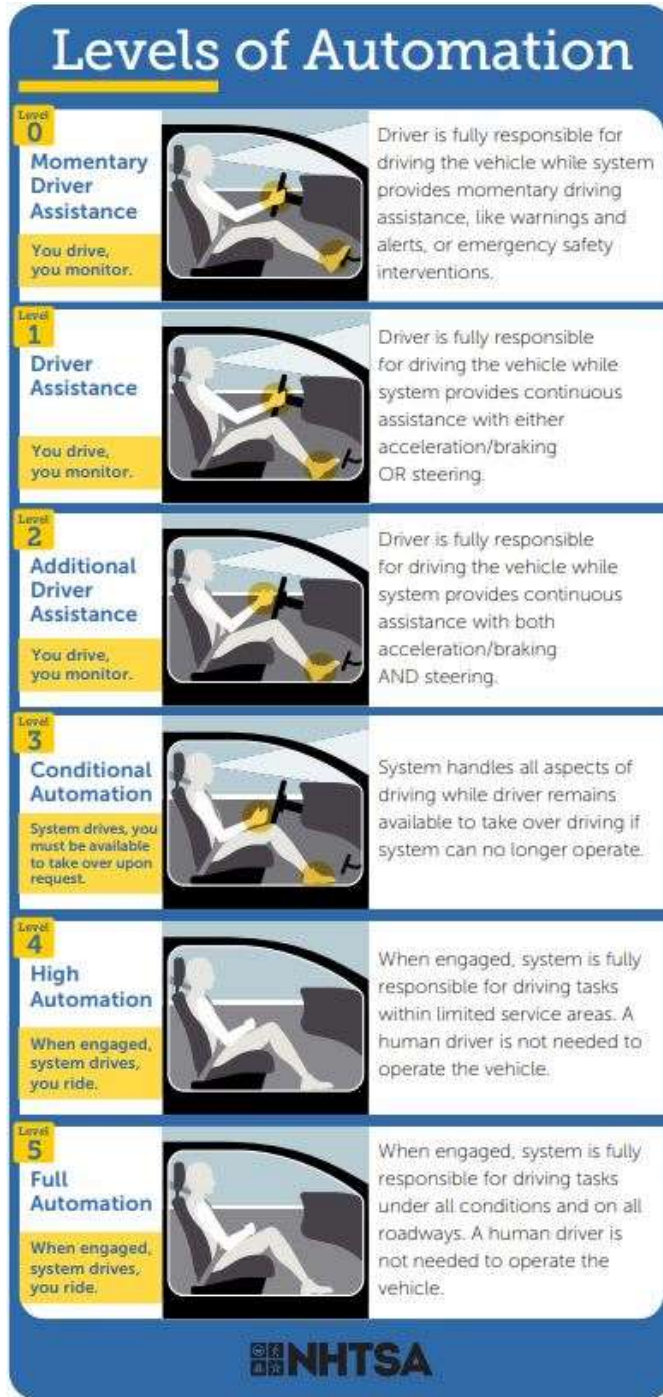 Levels of Automation
Level
0
Momentary
Driver
Assistance
You drive,
you monitor.
Driver is fully responsible for
driving the vehicle while system
provides momentary driving
assistance, like warnings and
alerts, or emergency safety
interventions.
Level
1
Driver
Assistance
You drive,
you monitor.
Driver is fully responsible
for driving the vehicle while
system provides continuous
assistance with either
acceleration/braking
OR steering.
Level
2
Additional
Driver
Assistance
You drive,
you monitor.
Driver is fully responsible
for driving the vehicle while
system provides continuous
assistance with both
acceleration/braking
AND steering.
Level
3
Conditional
Automation
System drives, you
must be available
to take over upon
request.
System handles all aspects of
driving while driver remains
available to take over driving if
system can no longer operate.
Level
4
High
Automation
When engaged,
system drives,
you ride.
When engaged, system is fully
responsible for driving tasks
within limited service areas. A
human driver is not needed to
operate the vehicle.
Level
5
Full
Automation
When engaged,
system drives,
you ride.
When engaged, system is fully
responsible for driving tasks
under all conditions and on all
roadways. A human driver is
not needed to operate the
vehicle.
NHTSA